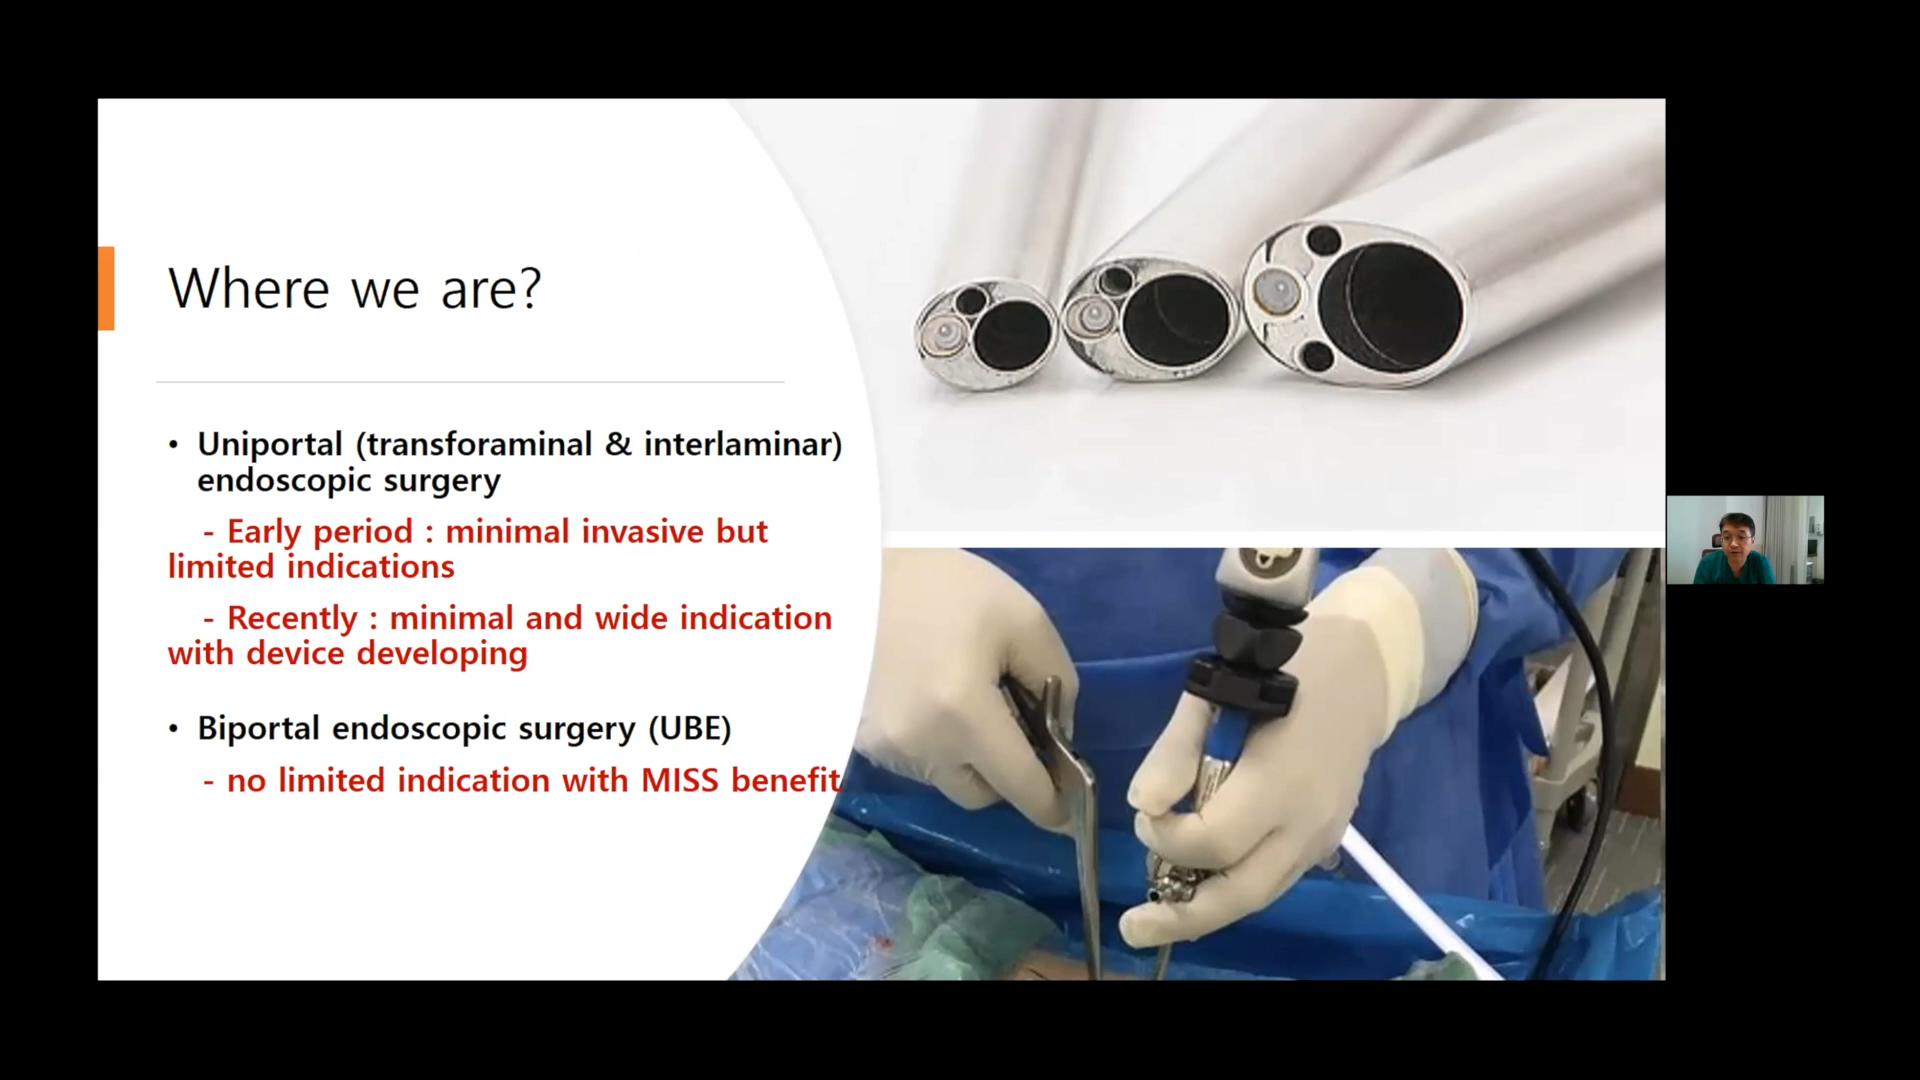 Where we are?
• Uniportal (transforaminal & interlaminar)
endoscopic surgery
- Early period : minimal invasive but
limited indications
- Recently : minimal and wide indication
with device developing
• Biportal endoscopic surgery (UBE)
- no limited indication with MISS benefit